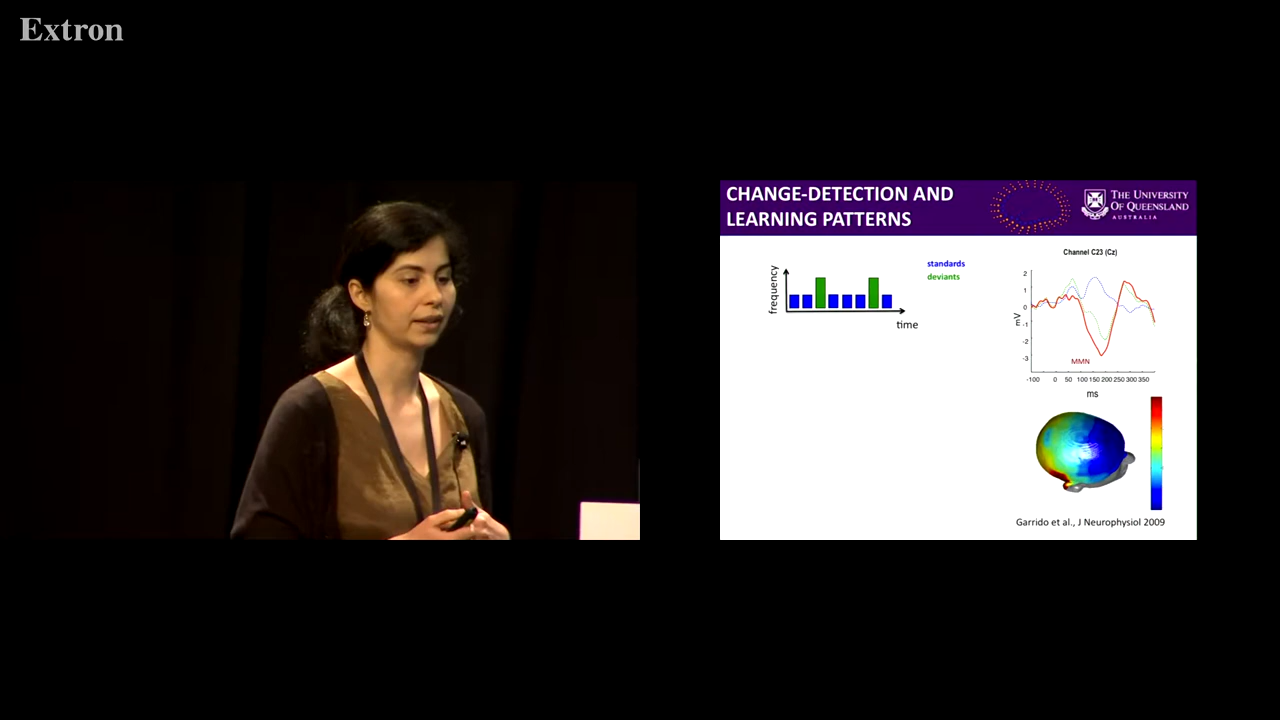 Extron
CHANGE-DETECTION AND
LEARNING PATTERNS
THE UNIVERSITY
OF QUEENSLAND
AUSTRALIA
frequency
time
standards
deviants
Channel C23 (Cz)
2
1
0
-1
-2
-3
mV
MMN
-100 0 50 100 150 200 250 300 350
ms
Garrido et al., J Neurophysiol 2009